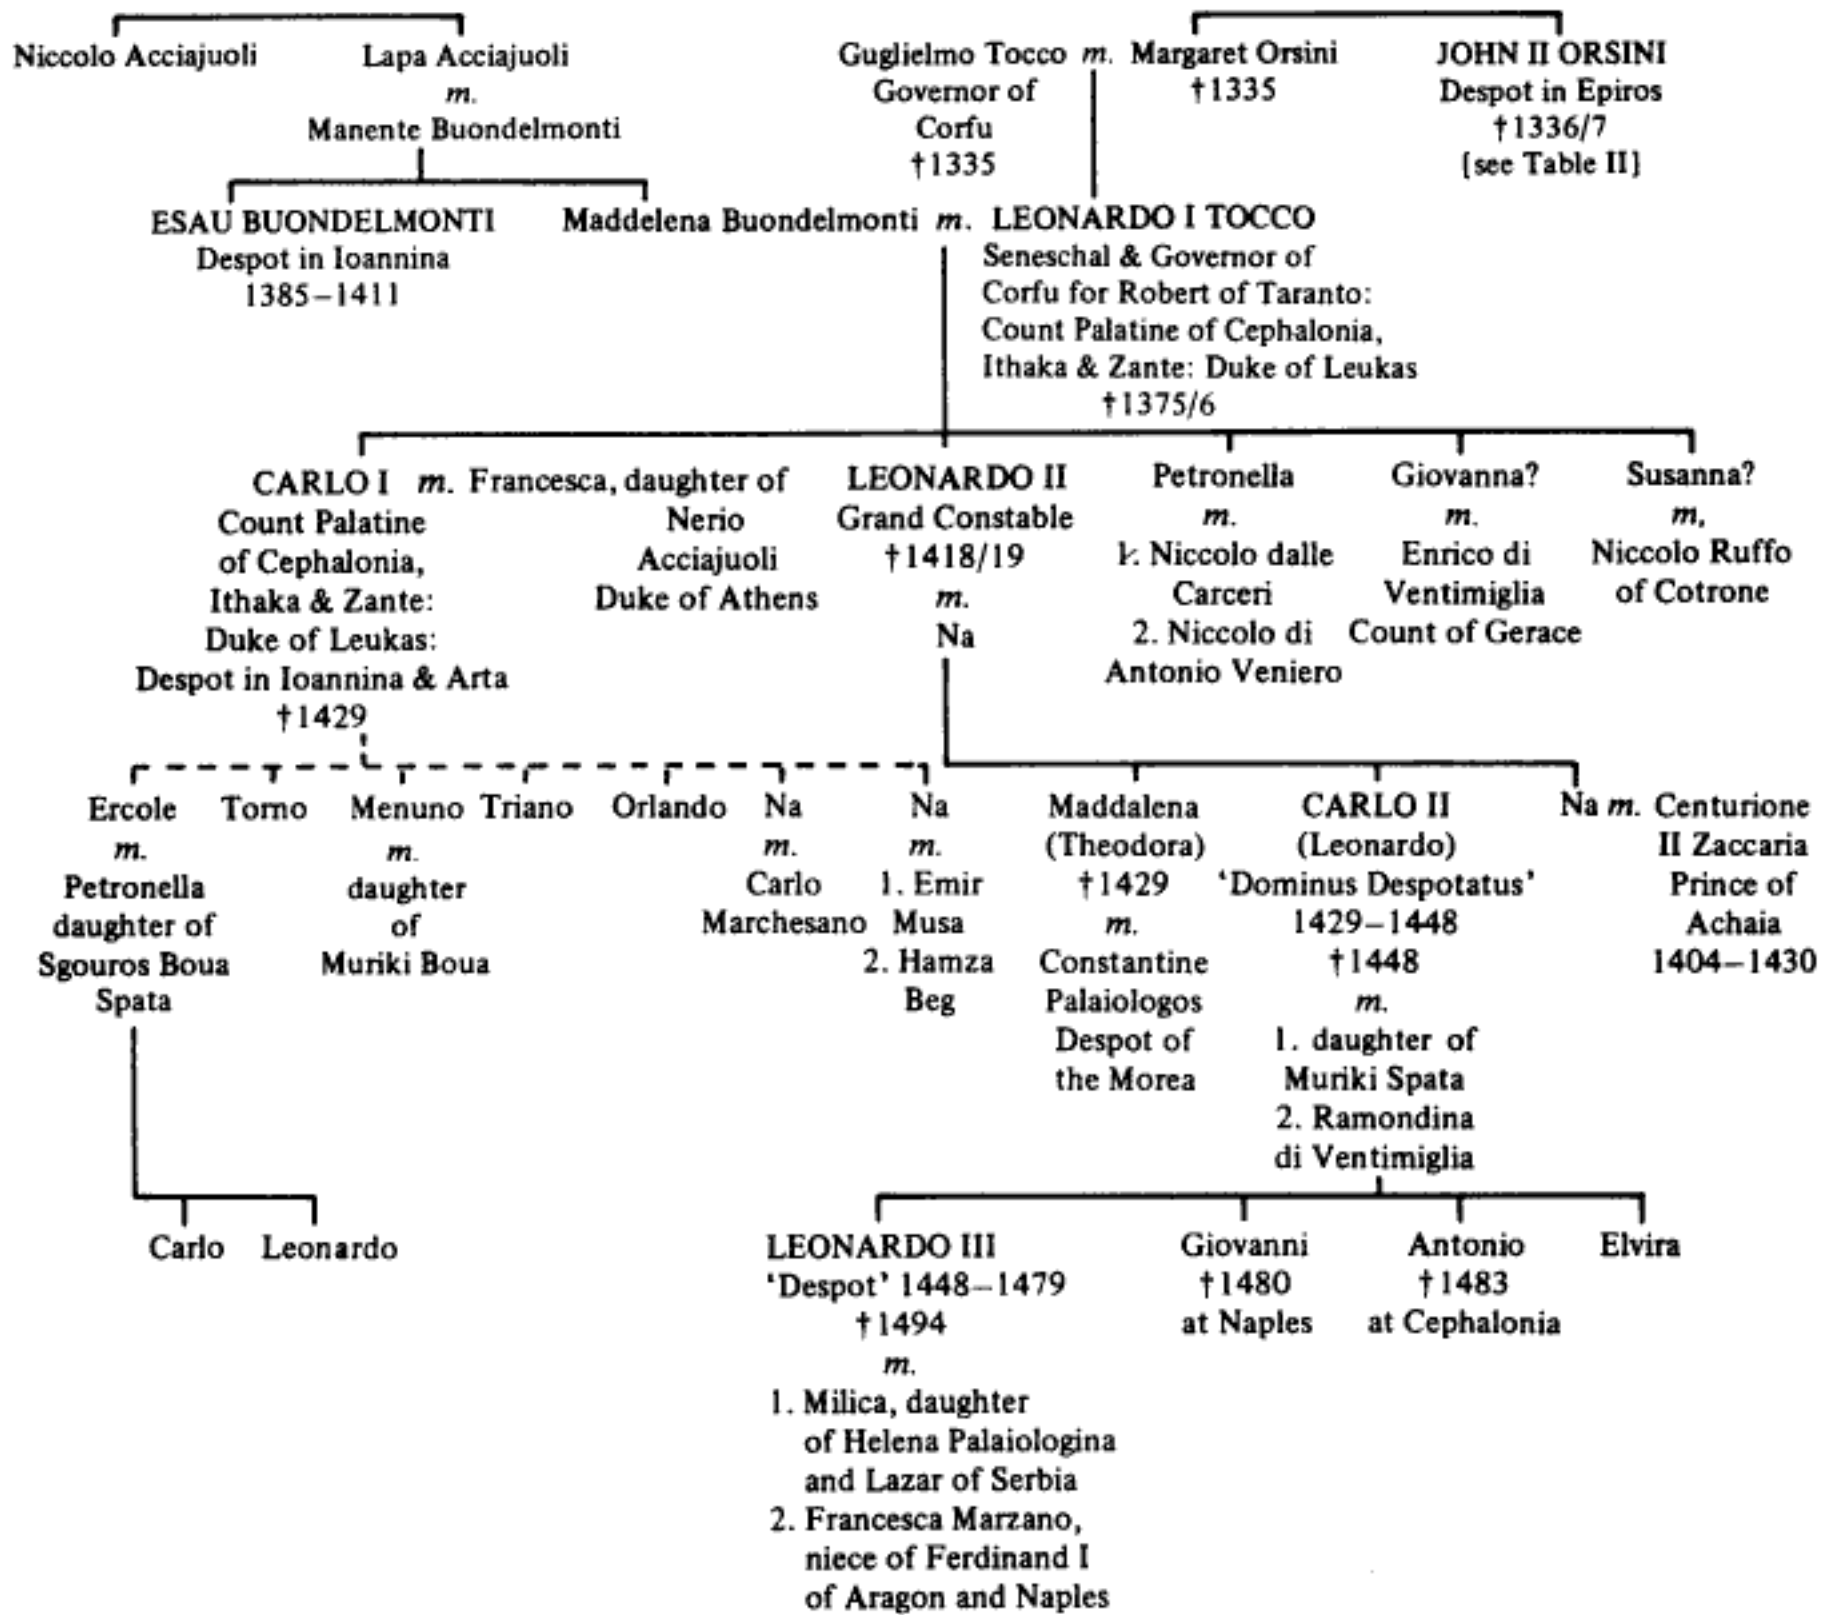 Niccolo Acciajuoli
Lapa Acciajuoli
m.
Manente Buondelmonti
Guglielmo Tocco m. Margaret Orsini
Governor of
Corfu
†1335
†1335
JOHN II ORSINI
Despot in Epiros
†1336/7
[see Table II]
ESAU BUONDELMONTI
Despot in Ioannina
1385–1411
Maddelena Buondelmonti m. LEONARDO I TOCCO
Seneschal & Governor of
Corfu for Robert of Taranto:
Count Palatine of Cephalonia,
Ithaka & Zante: Duke of Leukas
†1375/6
CARLO I m. Francesca, daughter of
Count Palatine
of Cephalonia,
Ithaka & Zante:
Duke of Leukas:
Despot in Ioannina & Arta
†1429
Nerio
Acciajuoli
Duke of Athens
LEONARDO II
Grand Constable
†1418/19
m.
Na
Petronella
m.
1. Niccolo dalle
Carceri
2. Niccolo di
Antonio Veniero
Giovanna?
m.
Enrico di
Ventimiglia
Count of Gerace
Susanna?
m,
Niccolo Ruffo
of Cotrone
Ercole
m.
Petronella
daughter of
Sgouros Boua
Spata
Torno
Menuno
m.
daughter
of
Muriki Boua
Triano
Orlando
Na
m.
Carlo
Marchesano
Na
m.
1. Emir
Musa
2. Hamza
Beg
Maddalena
(Theodora)
†1429
m.
Constantine
Palaiologos
Despot of
the Morea
CARLO II
(Leonardo)
‘Dominus Despotatus’
1429–1448
†1448
m.
1. daughter of
Muriki Spata
2. Ramondina
di Ventimiglia
Na m. Centurione
II Zaccaria
Prince of
Achaia
1404–1430
Carlo
Leonardo
LEONARDO III
‘Despot’ 1448–1479
†1494
m.
1. Milica, daughter
of Helena Palaiologina
and Lazar of Serbia
2. Francesca Marzano,
niece of Ferdinand I
of Aragon and Naples
Giovanni
†1480
at Naples
Antonio
†1483
at Cephalonia
Elvira